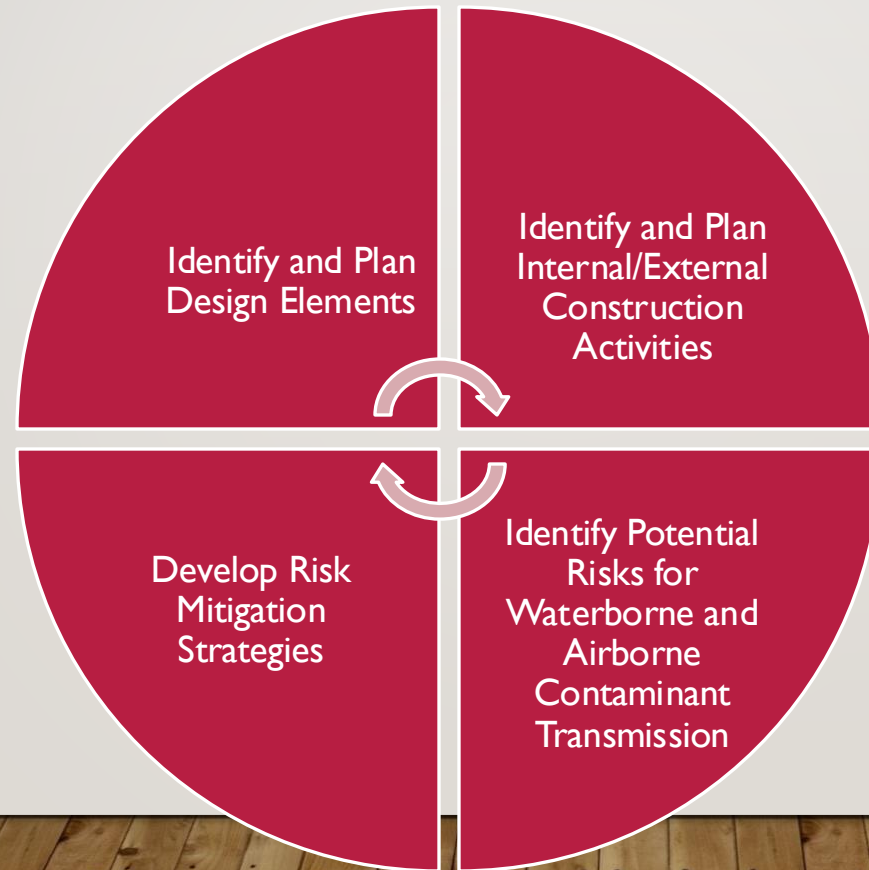 Identify and Plan
Design Elements
Identify and Plan
Internal/External
Construction
Activities
Identify Potential
Risks for
Waterborne and
Airborne
Contaminant
Transmission
Develop Risk
Mitigation
Strategies